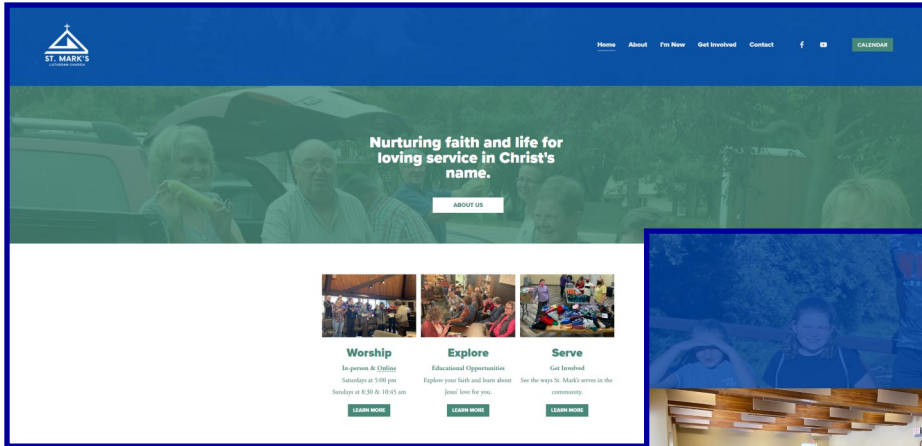 ST. MARK'S
LUTHERAN CHURCH
Home About I'm New Get Involved Contact CALENDAR
Nurturing faith and life for
loving service in Christ's
name.
ABOUT US
Worship
In-person & Online
Saturdays at 5:00 pm
Sundays at 8:30 & 10:45 am
LEARN MORE
Explore
Educational Opportunities
Explore your faith and learn about
Jesus' love for you.
LEARN MORE
Serve
Get Involved
See the ways St. Mark's serves in the
community.
LEARN MORE